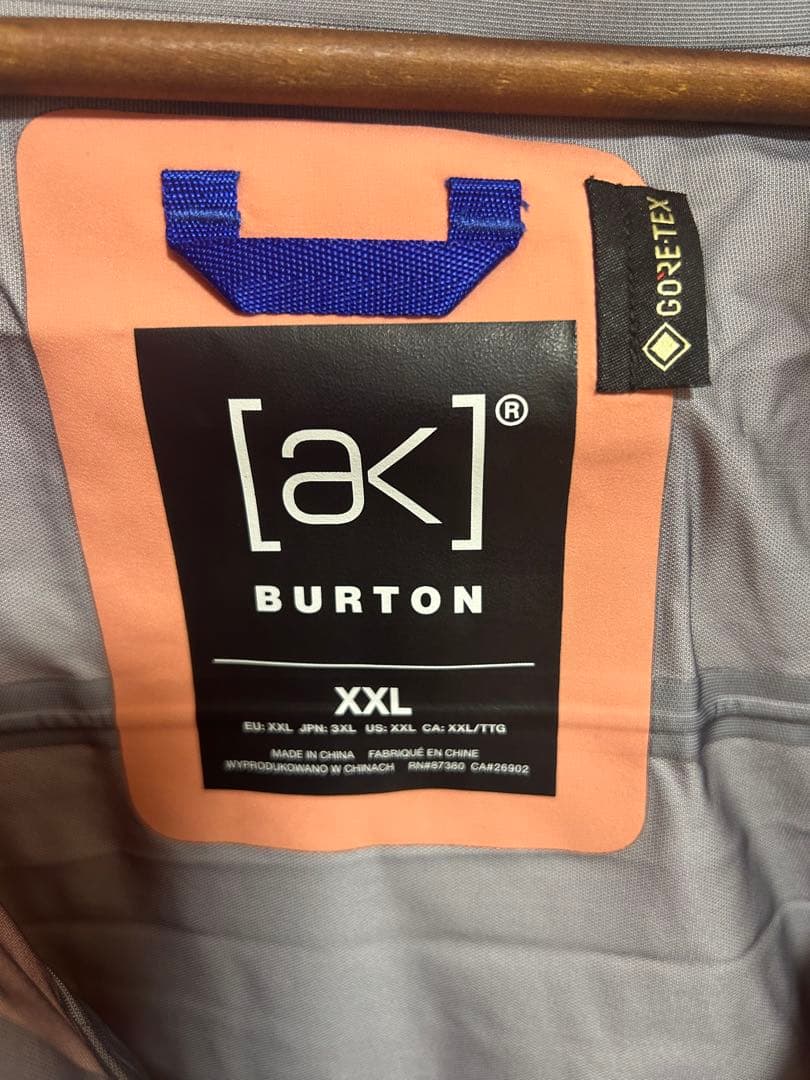 GORE-TEX
[ak]®
BURTON
XXL
EU: XXL JPN: 3XL US: XXL CA: XXL/TTG
MADE IN CHINA FABRIQUÉ EN CHINE
WYPRODUKOWANO W CHINACH RN#87380 CA#26902